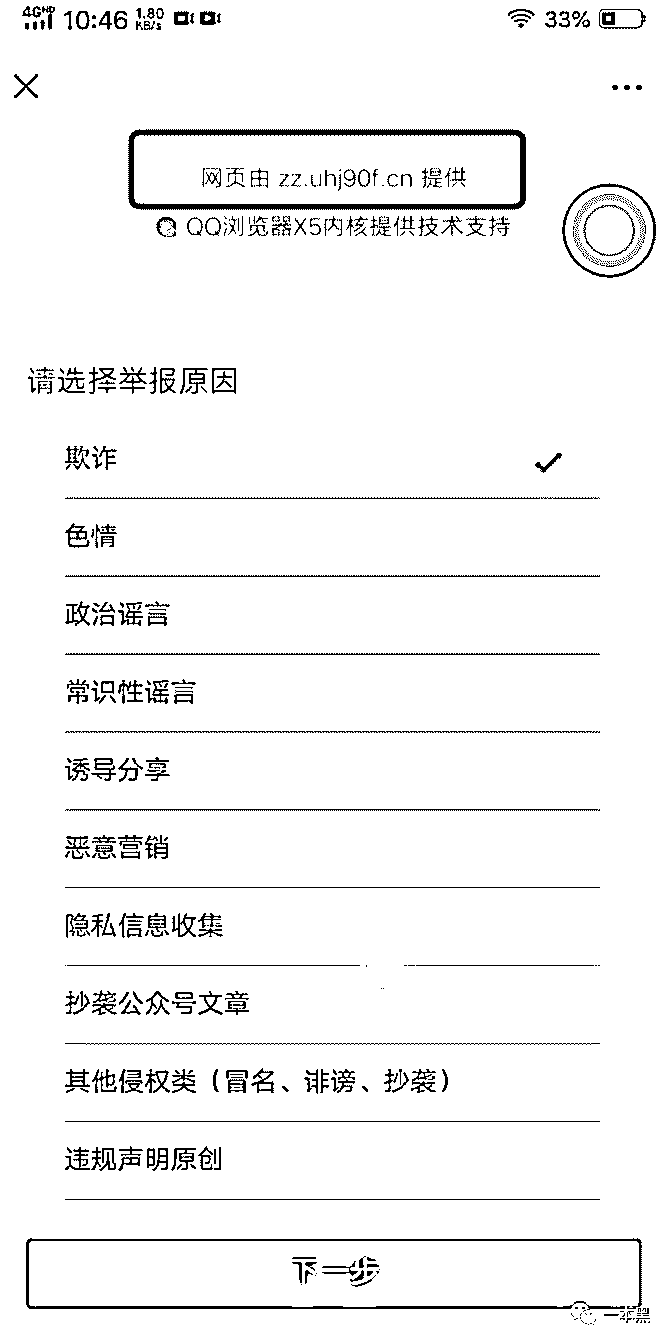 4GHD 10:46 1.80 KB/s 33%
网页由 zz.uhj90f.cn 提供
QQ浏览器X5内核提供技术支持
请选择举报原因
欺诈
色情
政治谣言
常识性谣言
诱导分享
恶意营销
隐私信息收集
抄袭公众号文章
其他侵权类（冒名、诽谤、抄袭）
违规声明原创
下一步
一本黑